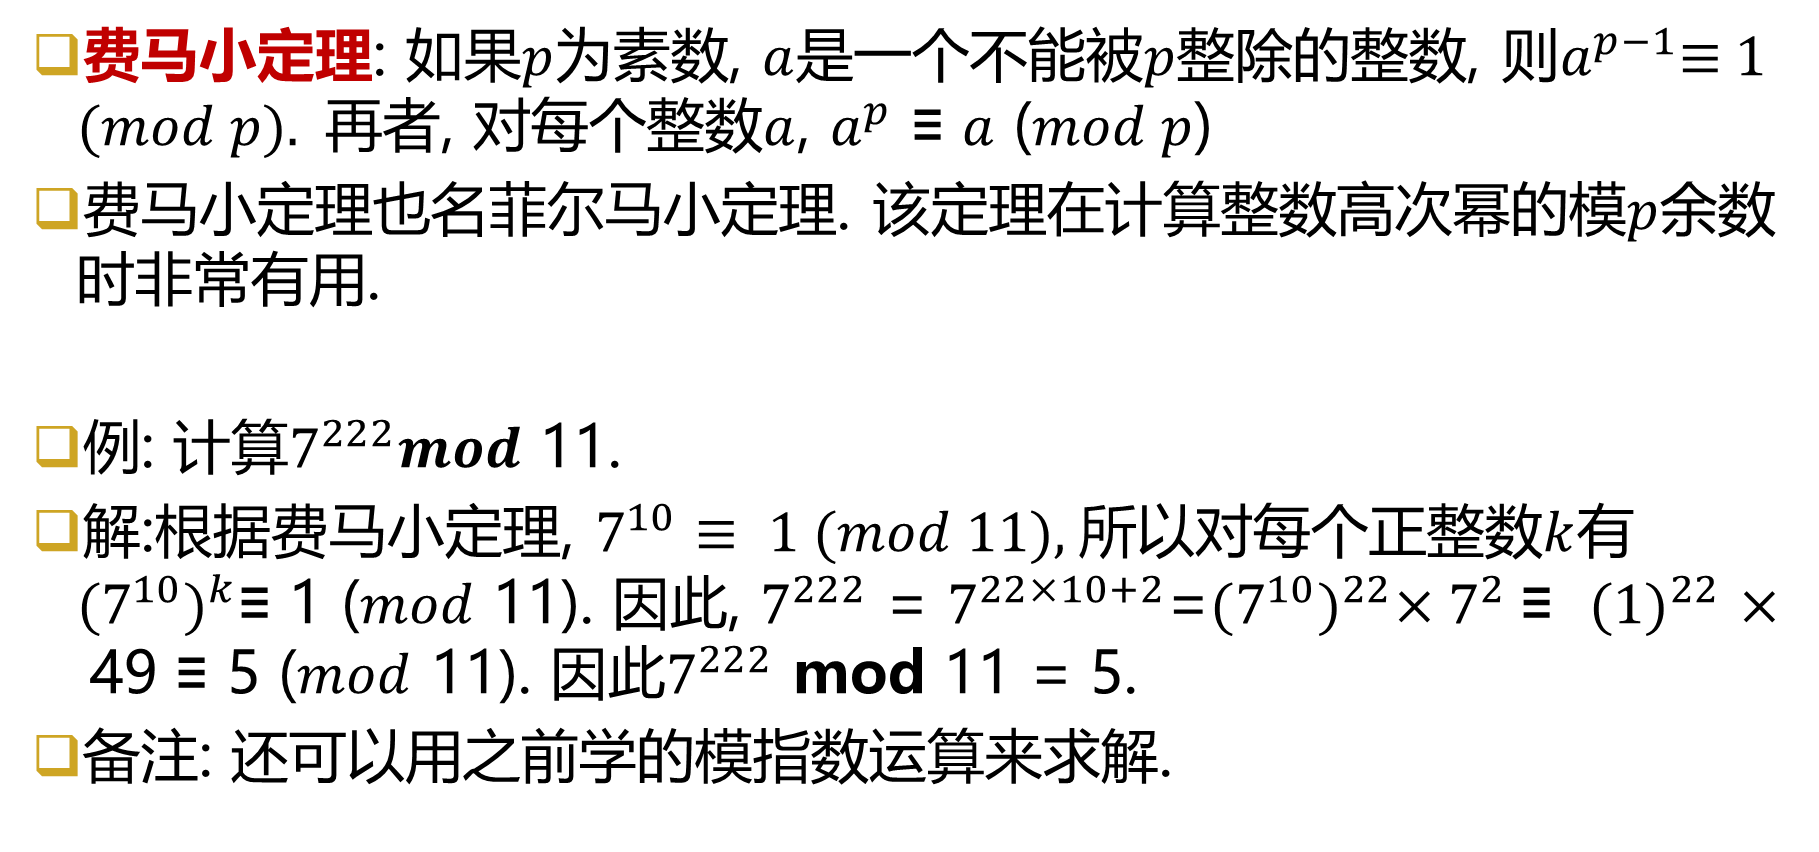 ❑费马小定理: 如果𝑝为素数, 𝑎是一个不能被𝑝整除的整数, 则𝑎^{𝑝−1}≡ 1
(𝑚𝑜𝑑 𝑝). 再者, 对每个整数𝑎, 𝑎^𝑝 ≡ 𝑎 (𝑚𝑜𝑑 𝑝)
❑费马小定理也名菲尔马小定理. 该定理在计算整数高次幂的模𝑝余数
时非常有用.
❑例: 计算7^{222}𝒎𝒐𝒅 11.
❑解:根据费马小定理, 7^{10} ≡ 1 (𝑚𝑜𝑑 11), 所以对每个正整数𝑘有
(7^{10})^𝑘≡ 1 (𝑚𝑜𝑑 11). 因此, 7^{222} = 7^{22×10+2}=(7^{10})^{22}× 7^2 ≡ (1)^{22} ×
49 ≡ 5 (𝑚𝑜𝑑 11). 因此7^{222} mod 11 = 5.
❑备注: 还可以用之前学的模指数运算来求解.